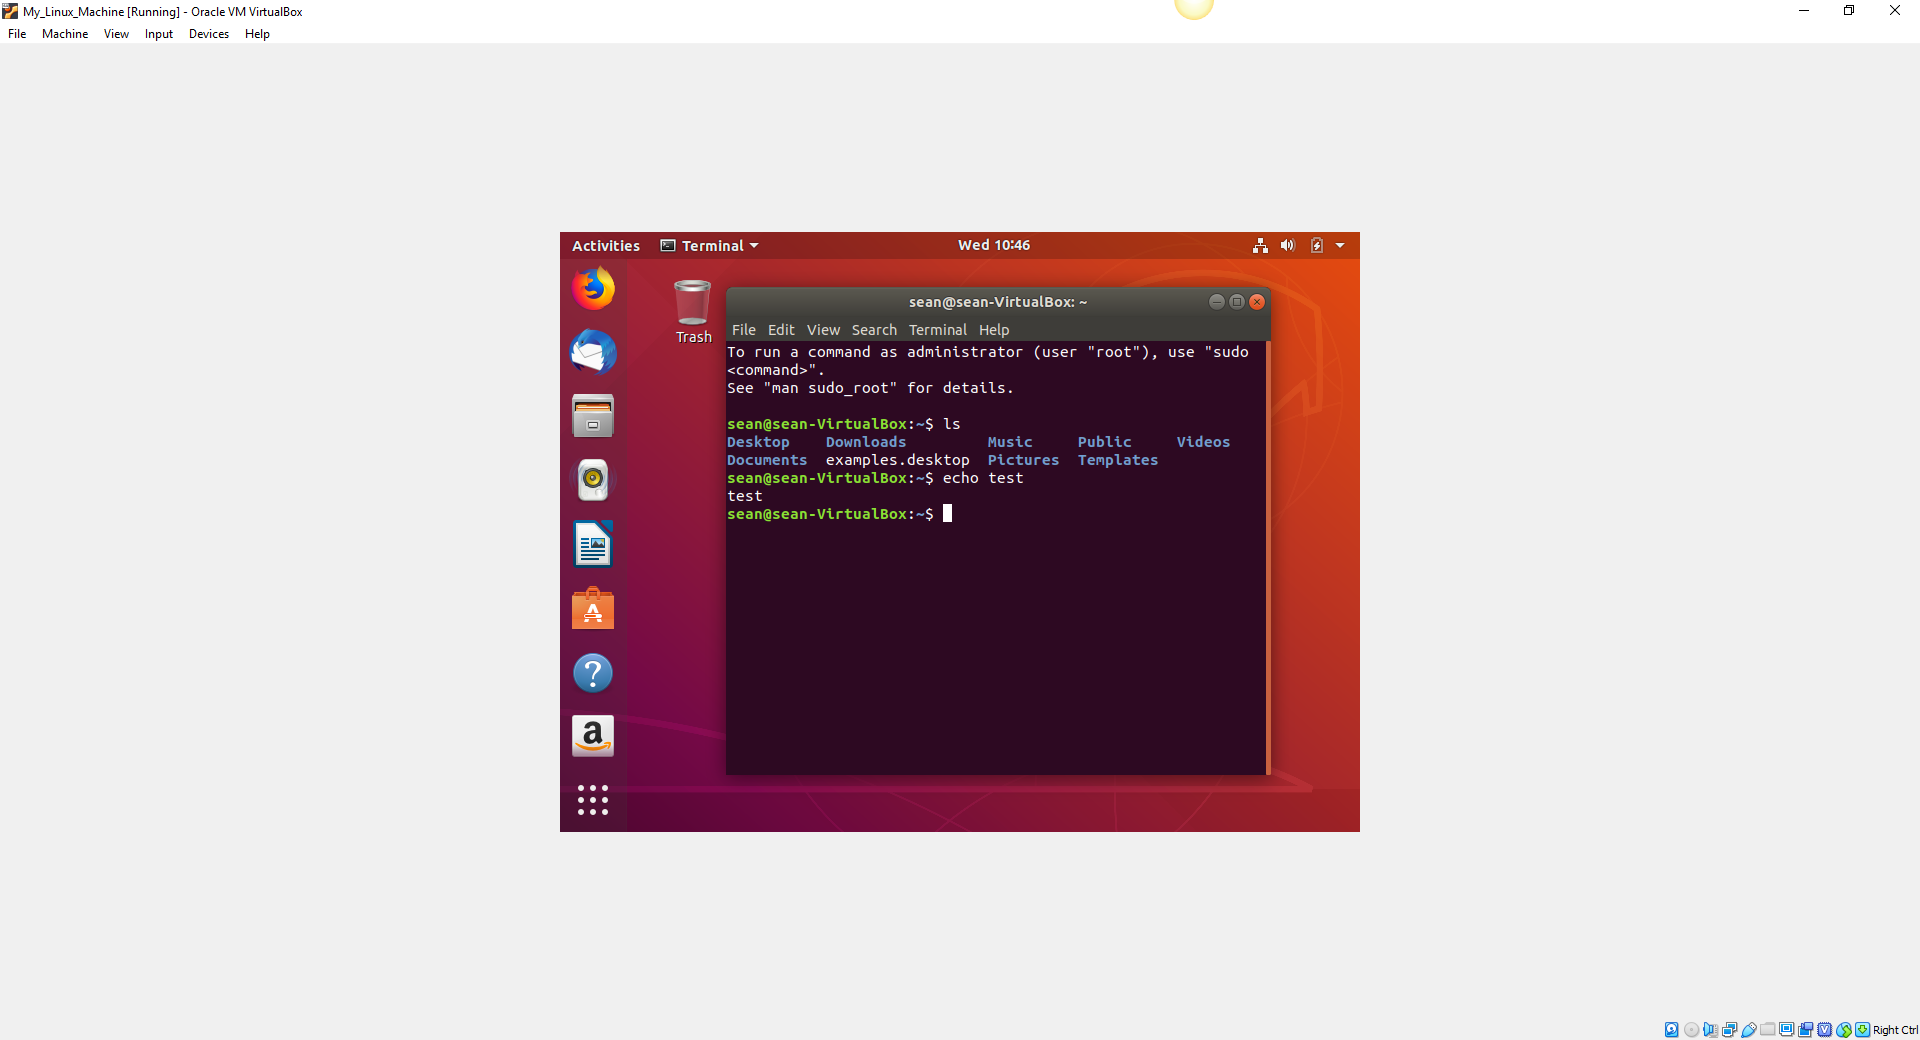 My_Linux_Machine [Running] - Oracle VM VirtualBox
File Machine View Input Devices Help
Activities Terminal Wed 10:46
Trash
sean@sean-VirtualBox: ~
File Edit View Search Terminal Help
To run a command as administrator (user "root"), use "sudo
<command>".
See "man sudo_root" for details.
sean@sean-VirtualBox:~$ ls
Desktop Downloads Music Public Videos
Documents examples.desktop Pictures Templates
sean@sean-VirtualBox:~$ echo test
test
sean@sean-VirtualBox:~$
Right Ctrl